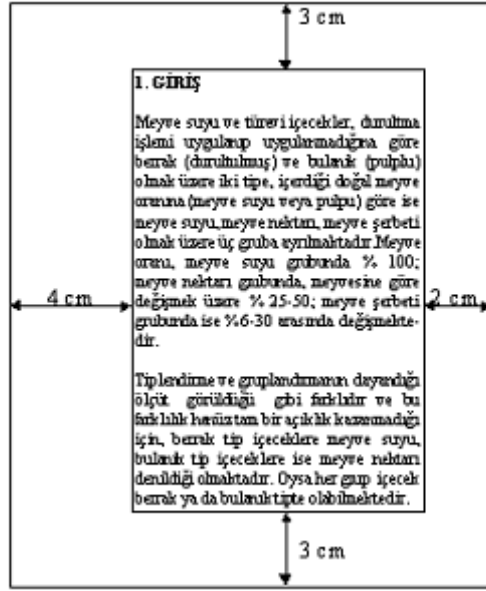 3 cm
1. GİRİŞ
Meyve suyu ve türevi içecekler, durultma
işlemi uygulanıp uygulanmadığına göre
berrak (durultulmuş) ve bulanık (pulplu)
olmak üzere iki tipe, içerdiği doğal meyve
oranına (meyve suyu veya pulpu) göre ise
meyve suyu, meyve nektarı, meyve şerbeti
olmak üzere üç gruba ayrılmaktadır. Meyve
oranı, meyve suyu grubunda % 100;
meyve nektarı grubunda, meyvesine göre
değişmek üzere % 25-50; meyve şerbeti
grubunda ise %6-30 arasında değişmekte-
dir.
4 cm
2 cm
Tiplendirme ve gruplandırmanın dayandığı
ölçüt görüldüğü gibi farklıdır ve bu
farklılık henüz tam bir açıklık kazanmadığı
için, berrak tip içeceklere meyve suyu,
bulanık tip içeceklere ise meyve nektarı
denildiği olmaktadır. Oysa her grup içecek
berrak ya da bulanık tipte olabilmektedir.
3 cm